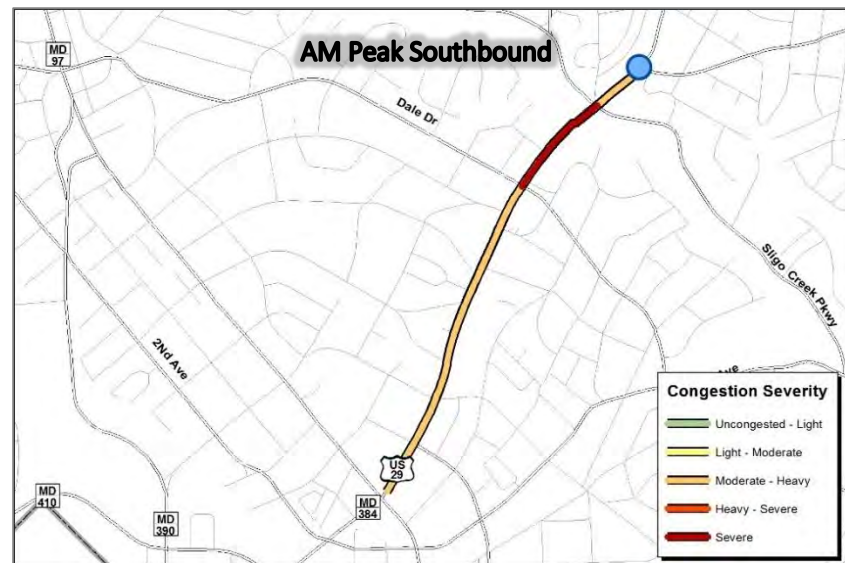 AM Peak Southbound
MD
97
Dale Dr
Sligo Creek Pkwy
2Nd Ave
Ave
US
29
MD
384
MD
410
MD
390
Congestion Severity
Uncongested - Light
Light - Moderate
Moderate - Heavy
Heavy - Severe
Severe